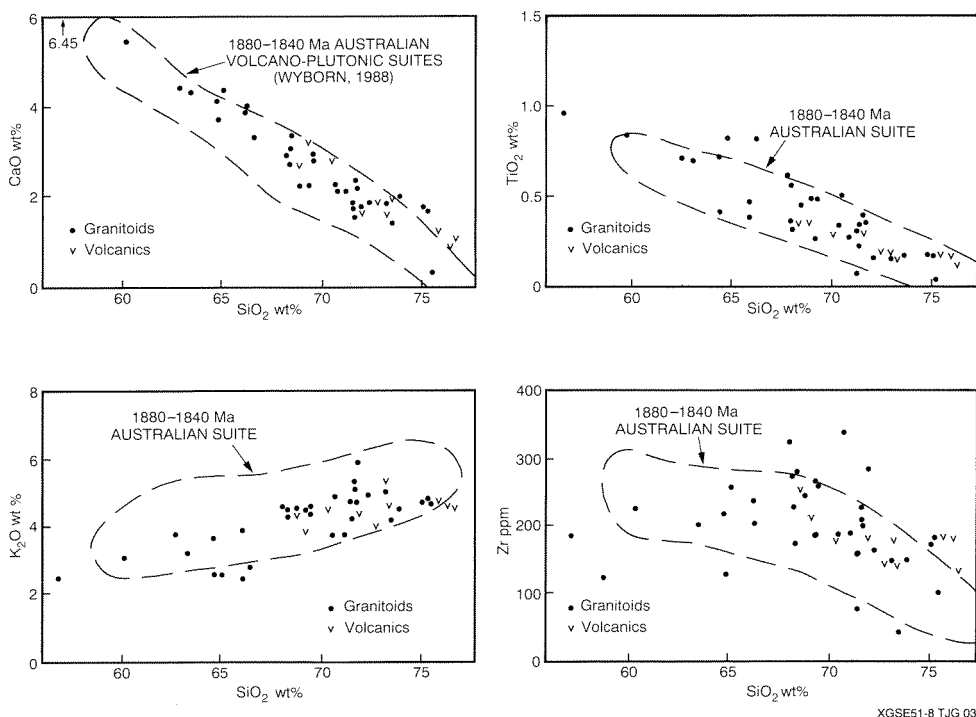 6
6.45
1880–1840 Ma AUSTRALIAN
VOLCANO-PLUTONIC SUITES
(WYBORN, 1988)
4
CaO wt%
2
Granitoids
Volcanics
0
60 65 70 75
SiO2 wt%
1.5
1880–1840 Ma
AUSTRALIAN SUITE
1.0
TiO2 wt%
0.5
Granitoids
Volcanics
0
60 65 70 75
SiO2 wt%
8
1880–1840 Ma
AUSTRALIAN SUITE
6
K2O wt %
4
2
Granitoids
Volcanics
0
60 65 70 75
SiO2 wt%
400
1880–1840 Ma
AUSTRALIAN SUITE
300
Zr ppm
200
100
Granitoids
Volcanics
0
60 65 70 75
SiO2 wt%
XGSE51-8 TJG 03